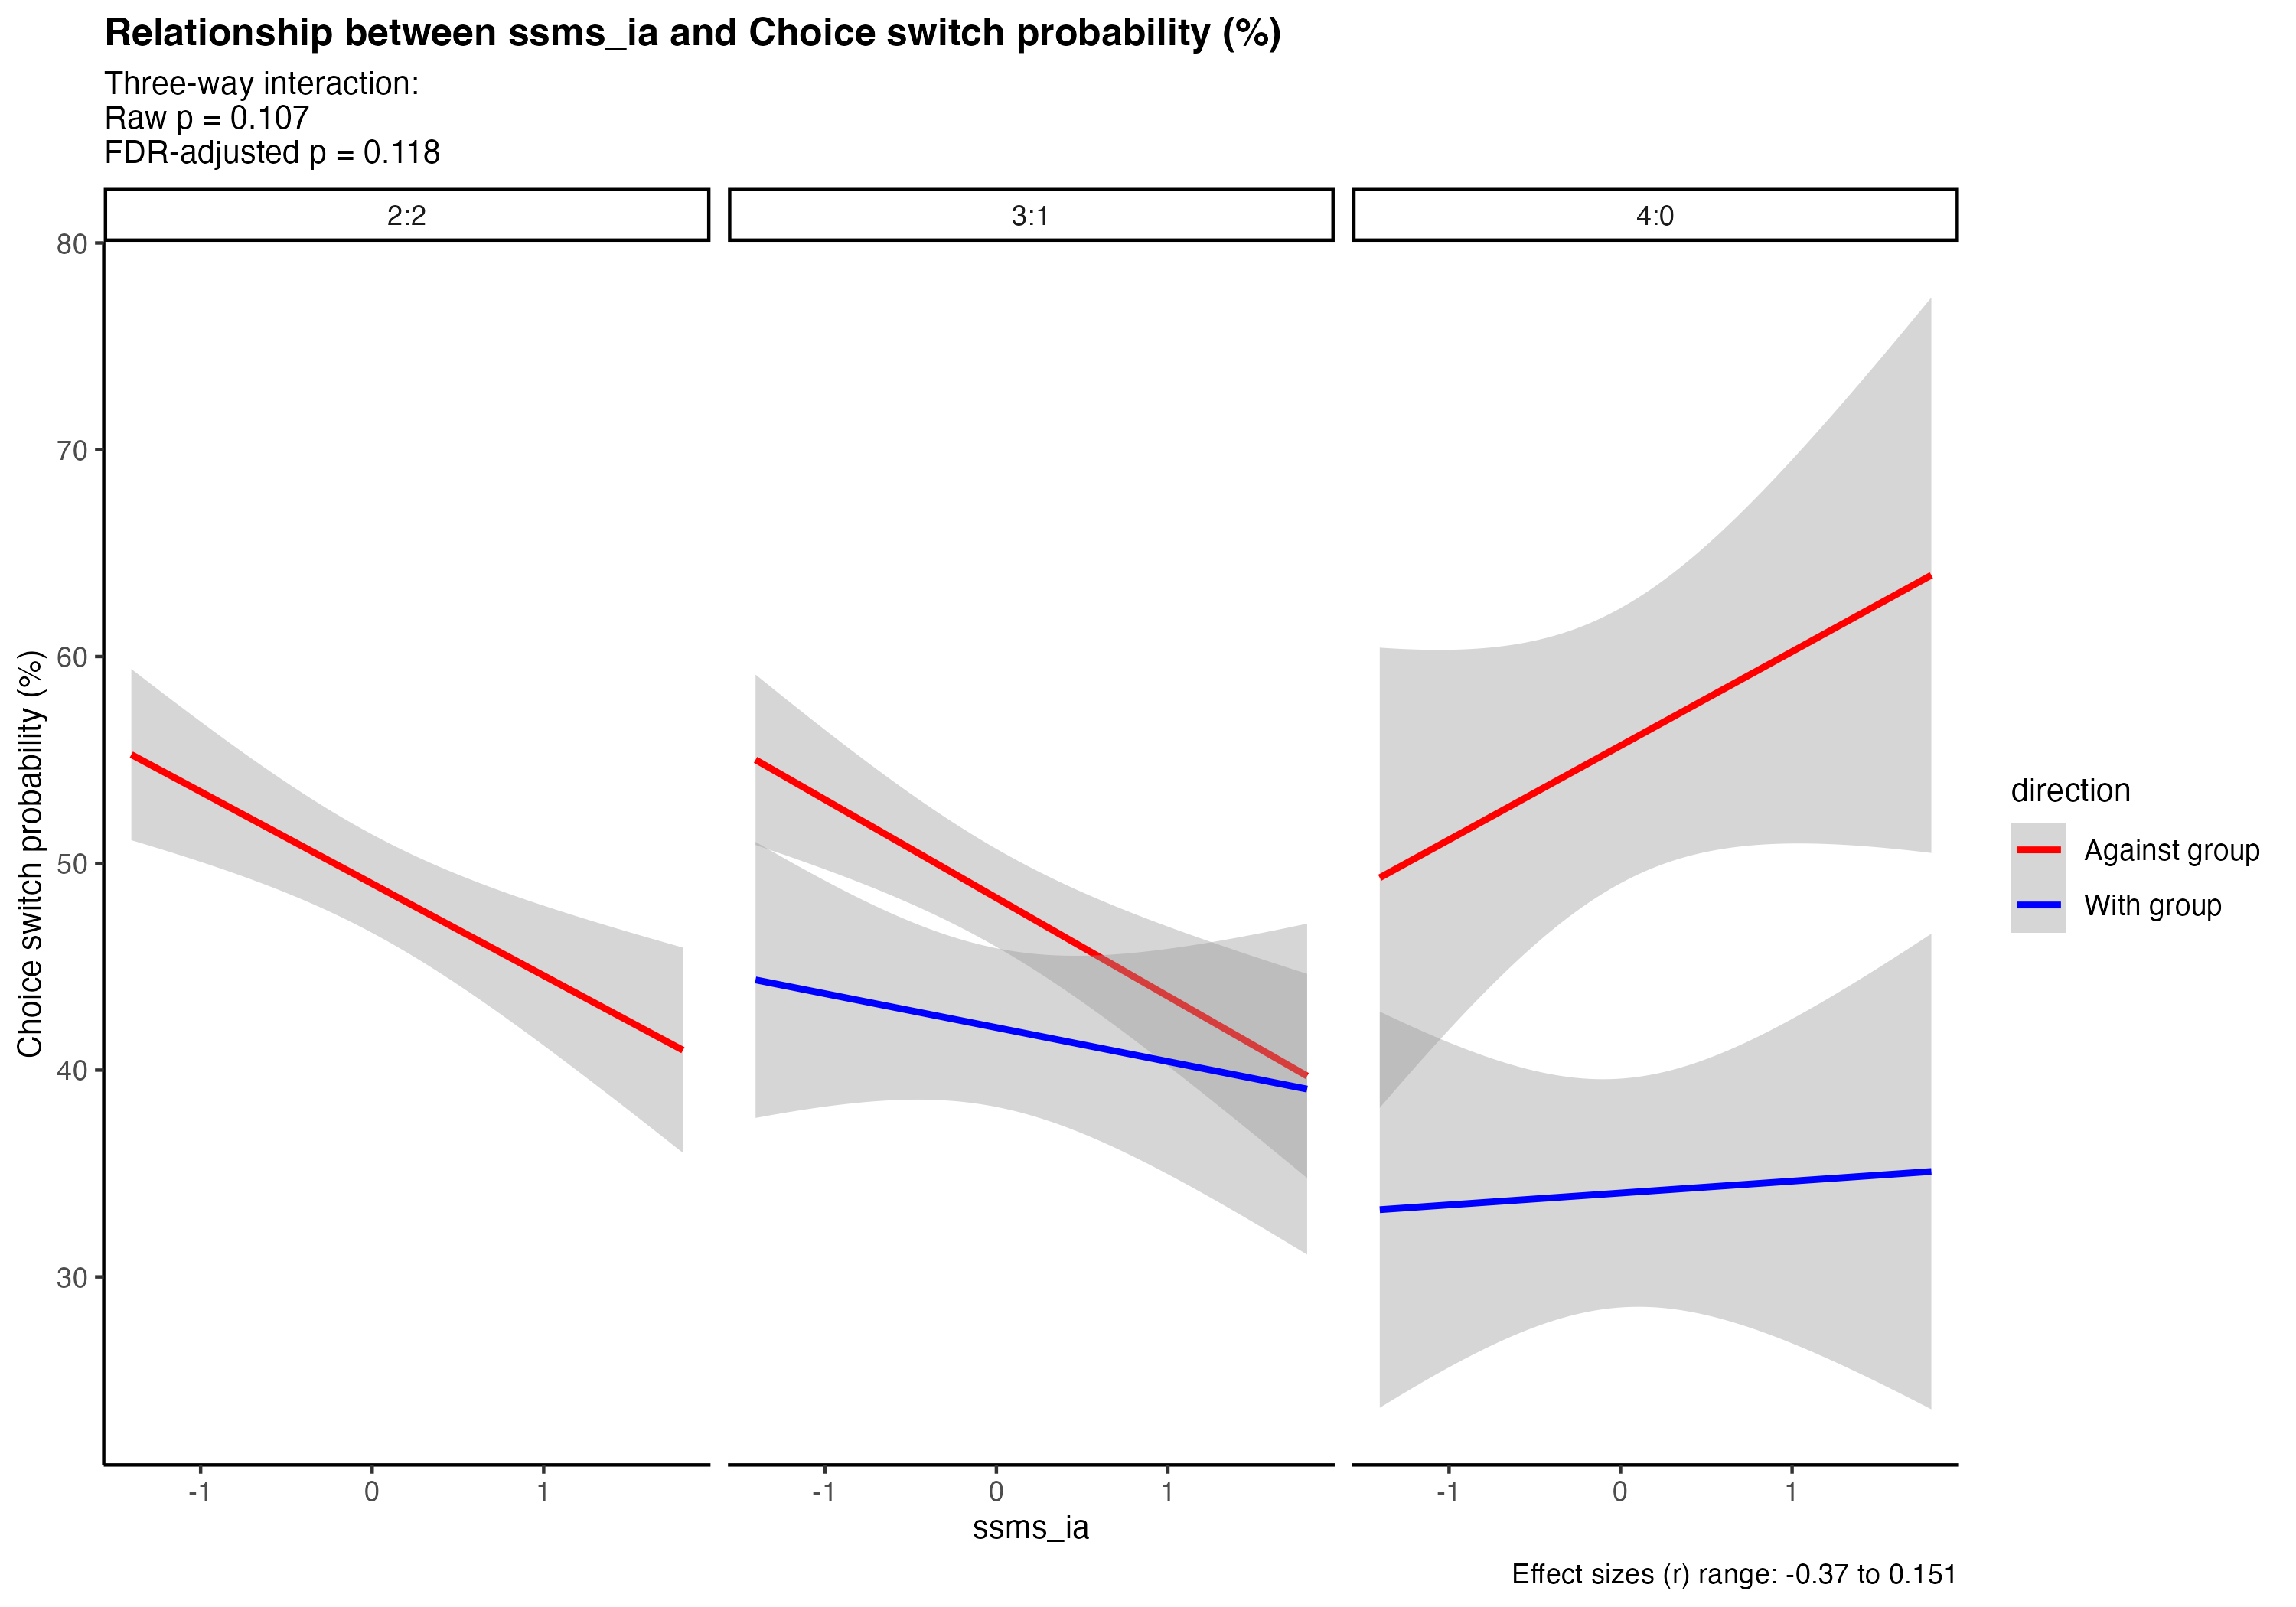 Relationship between ssms_ia and Choice switch probability (%)
Three-way interaction:
Raw p = 0.107
FDR-adjusted p = 0.118
2:2
3:1
4:0
Choice switch probability (%)
80
70
60
50
40
30
-1
0
1
-1
0
1
-1
0
1
ssms_ia
direction
Against group
With group
Effect sizes (r) range: -0.37 to 0.151